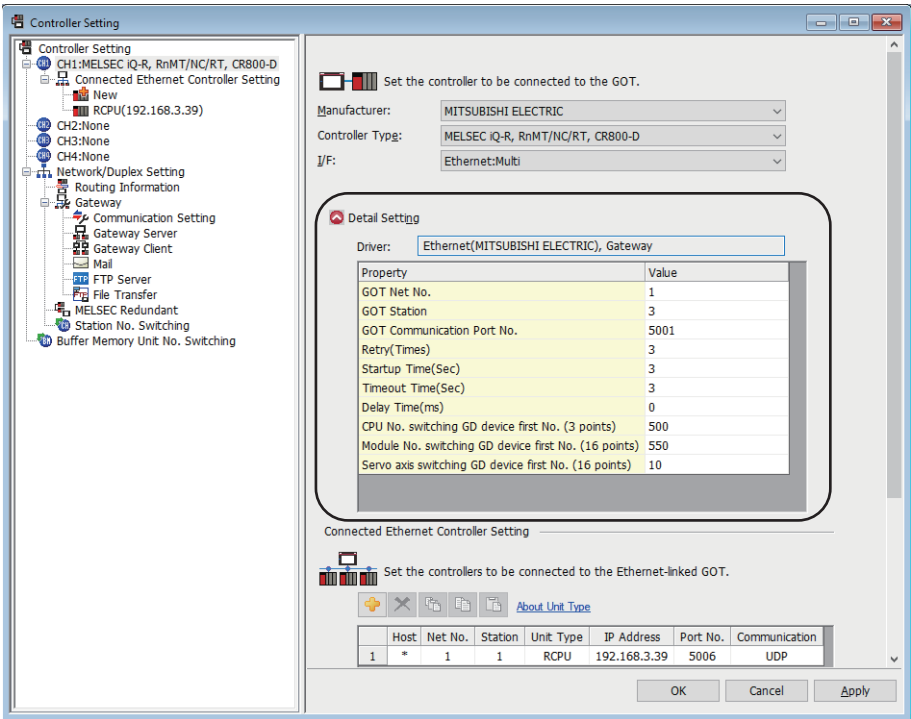 Controller Setting
Controller Setting
CH1:MELSEC iQ-R, RnMT/NC/RT, CR800-D
Connected Ethernet Controller Setting
New
RCPU(192.168.3.39)
CH2:None
CH3:None
CH4:None
Network/Duplex Setting
Routing Information
Gateway
Communication Setting
Gateway Server
Gateway Client
Mail
FTP Server
File Transfer
MELSEC Redundant
Station No. Switching
Buffer Memory Unit No. Switching
Set the controller to be connected to the GOT.
Manufacturer: MITSUBISHI ELECTRIC
Controller Type: MELSEC iQ-R, RnMT/NC/RT, CR800-D
I/F: Ethernet:Multi
Detail Setting
Driver: Ethernet(MITSUBISHI ELECTRIC), Gateway
Property Value
GOT Net No. 1
GOT Station 3
GOT Communication Port No. 5001
Retry(Times) 3
Startup Time(Sec) 3
Timeout Time(Sec) 3
Delay Time(ms) 0
CPU No. switching GD device first No. (3 points) 500
Module No. switching GD device first No. (16 points) 550
Servo axis switching GD device first No. (16 points) 10
Connected Ethernet Controller Setting
Set the controllers to be connected to the Ethernet-linked GOT.
About Unit Type
Host Net No. Station Unit Type IP Address Port No. Communication
1 * 1 1 RCPU 192.168.3.39 5006 UDP
OK Cancel Apply